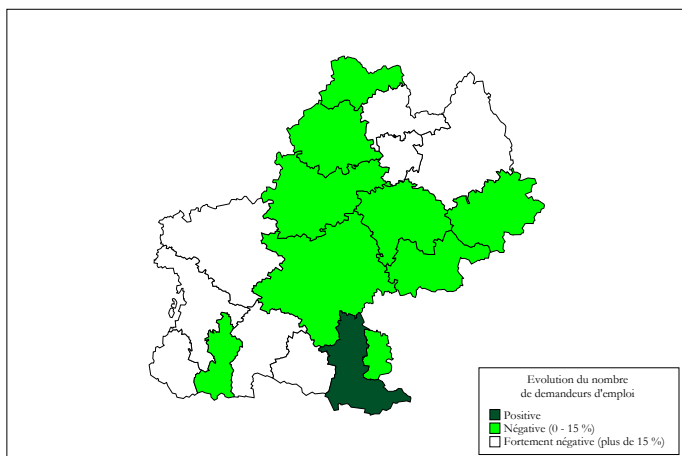 Evolution du nombre
de demandeurs d'emploi
Positive
Négative (0 - 15 %)
Fortement négative (plus de 15 %)